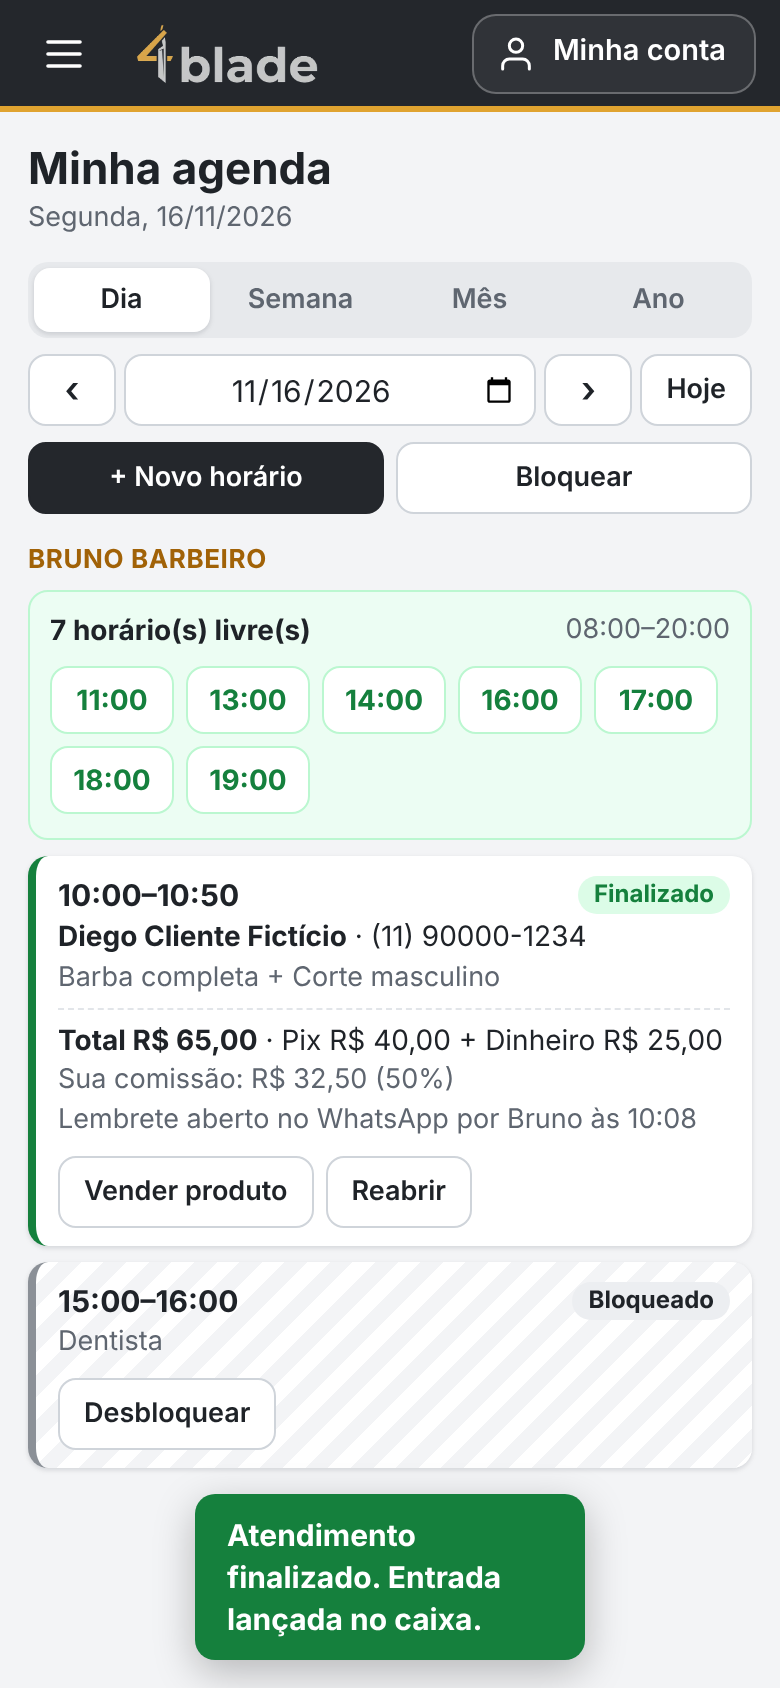 4blade
Minha conta
Minha agenda
Segunda, 16/11/2026
Dia Semana Mês Ano
‹ 11/16/2026 › Hoje
+ Novo horário Bloquear
BRUNO BARBEIRO
7 horário(s) livre(s) 08:00–20:00
11:00 13:00 14:00 16:00 17:00
18:00 19:00
10:00–10:50 Finalizado
Diego Cliente Fictício · (11) 90000-1234
Barba completa + Corte masculino
Total R$ 65,00 · Pix R$ 40,00 + Dinheiro R$ 25,00
Sua comissão: R$ 32,50 (50%)
Lembrete aberto no WhatsApp por Bruno às 10:08
Vender produto Reabrir
15:00–16:00 Bloqueado
Dentista
Desbloquear
Atendimento
finalizado. Entrada
lançada no caixa.